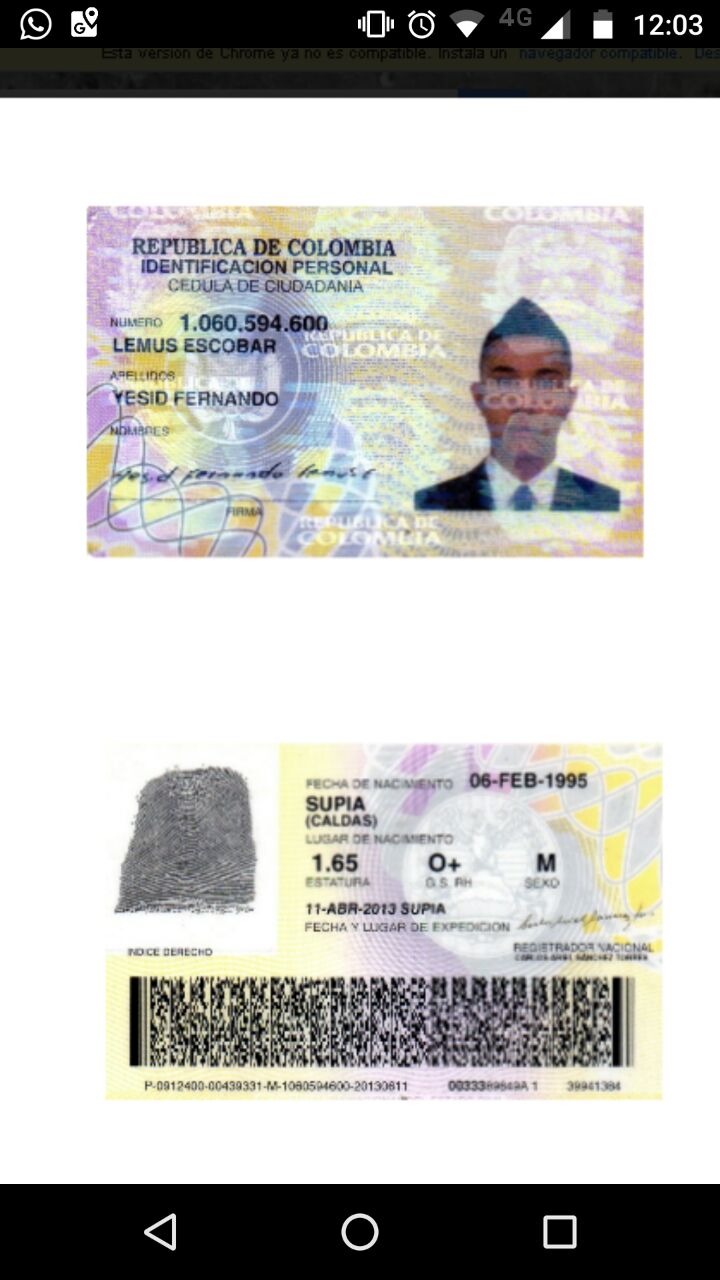 4G 12:03
Esta versión de Chrome ya no es compatible. Instala un navegador compatible. Des
COLOMBIA COLOMBIA
REPUBLICA DE COLOMBIA
IDENTIFICACION PERSONAL
CEDULA DE CIUDADANIA
NUMERO 1.060.594.600
LEMUS ESCOBAR
REPUBLICA DE
COLOMBIA
APELLIDOS
YESID FERNANDO
COLOMBIA
NOMBRES
Yesid Fernando Lemus E
FIRMA
REPUBLICA DE
COLOMBIA
FECHA DE NACIMIENTO 06-FEB-1995
SUPIA
(CALDAS)
LUGAR DE NACIMIENTO
1.65 O+ M
ESTATURA G.S. RH SEXO
11-ABR-2013 SUPIA
FECHA Y LUGAR DE EXPEDICION
INDICE DERECHO
REGISTRADOR NACIONAL
CARLOS ARIEL SANCHEZ TORRES
P-0912400-00439331-M-1060594600-20130611 39941364